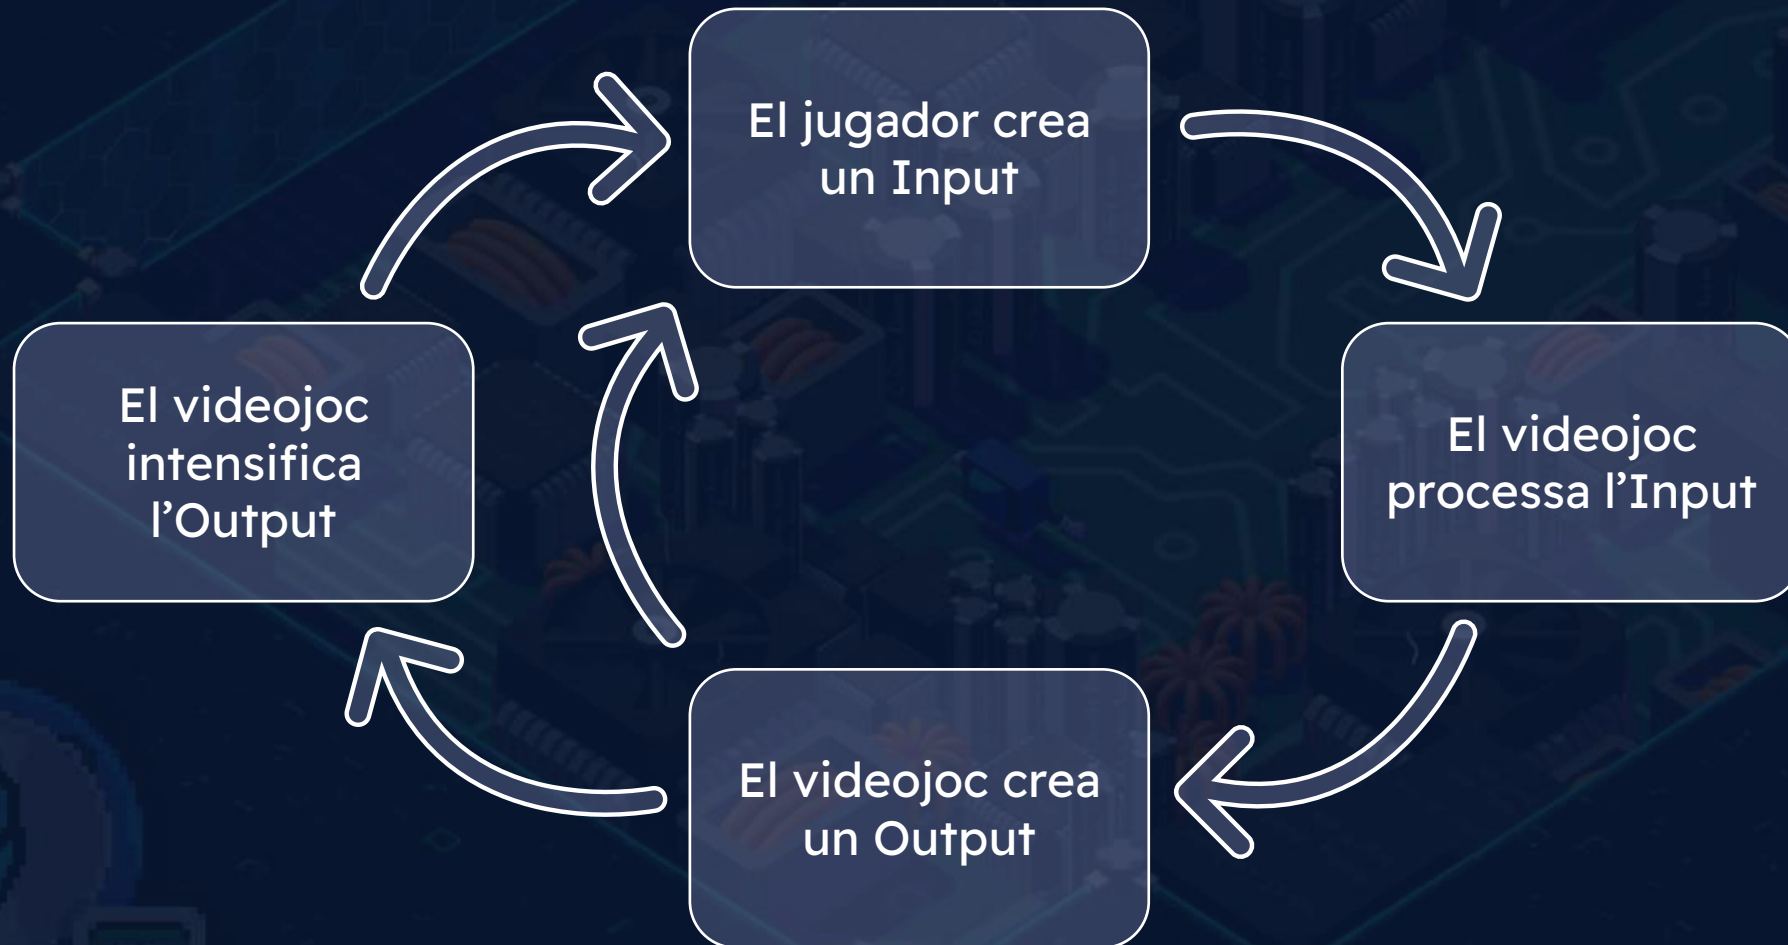 El jugador crea
un Input
El videojoc
processa l’Input
El videojoc crea
un Output
El videojoc
intensifica
l’Output